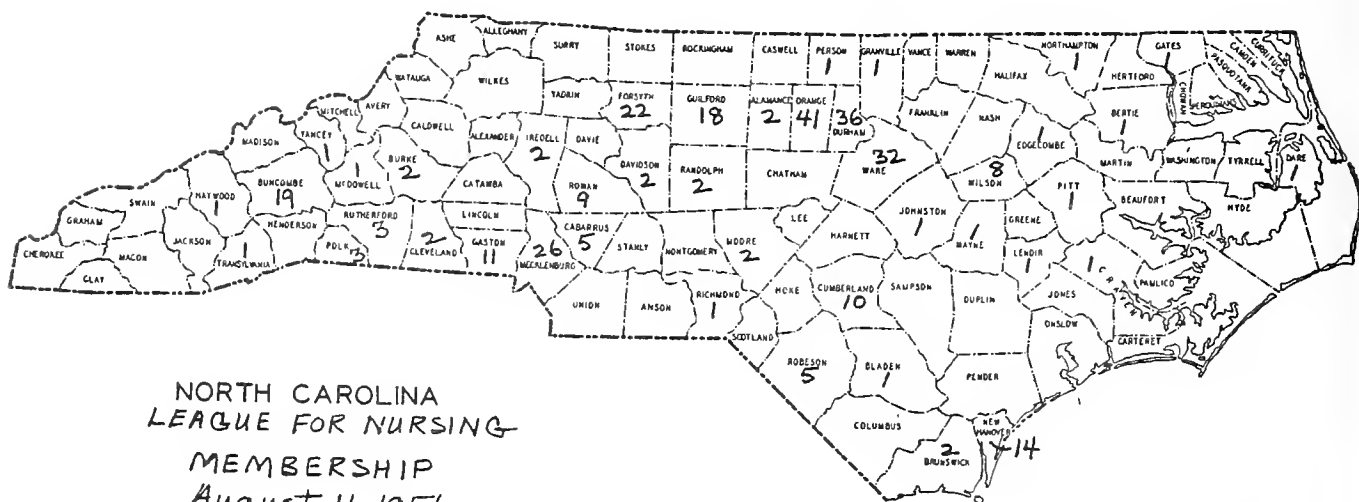 ASHE
ALLEGHANY
SURRY
STOKES
ROCKINGHAM
CASWELL
PERSON
1
GRANVILLE
1
VANCE
WARREN
NORTHAMPTON
1
GATES
1
CURRITUCK
CAMDEN
PASQUOTANK
PERQUIMANS
CHOWAN
HERTFORD
HALIFAX
WATAUGA
WILKES
YADKIN
FORSYTH
22
GUILFORD
18
ALAMANCE
2
ORANGE
41
36
DURHAM
FRANKLIN
NASH
1
EDGECOMBE
BERTIE
1
MITCHELL
AVERY
CALDWELL
ALEXANDER
IREDELL
2
DAVIE
DAVIDSON
2
RANDOLPH
2
CHATHAM
32
WAKE
8
WILSON
MARTIN
WASHINGTON
TYRRELL
DARE
1
MADISON
YANCEY
1
1
McDOWELL
BURKE
2
CATAWBA
ROWAN
9
JOHNSTON
1
PITT
1
BEAUFORT
HYDE
SWAIN
HAYWOOD
1
BUNCOMBE
19
RUTHERFORD
3
LINCOLN
CABARRUS
5
STANLY
MONTGOMERY
MOORE
2
LEE
HARNETT
1
WAYNE
GREENE
LENOIR
1
1
CRAVEN
PAMLICO
GRAHAM
CHEROKEE
MACON
CLAY
JACKSON
1
TRANSYLVANIA
HENDERSON
POLK
3
2
CLEVELAND
GASTON
11
26
MECKLENBURG
UNION
ANSON
RICHMOND
1
HOKE
CUMBERLAND
10
SAMPSON
DUPLIN
JONES
ONSLOW
CARTERET
SCOTLAND
ROBESON
5
BLADEN
1
PENDER
COLUMBUS
NEW HANOVER
14
2
BRUNSWICK
NORTH CAROLINA
LEAGUE FOR NURSING
MEMBERSHIP
August 11